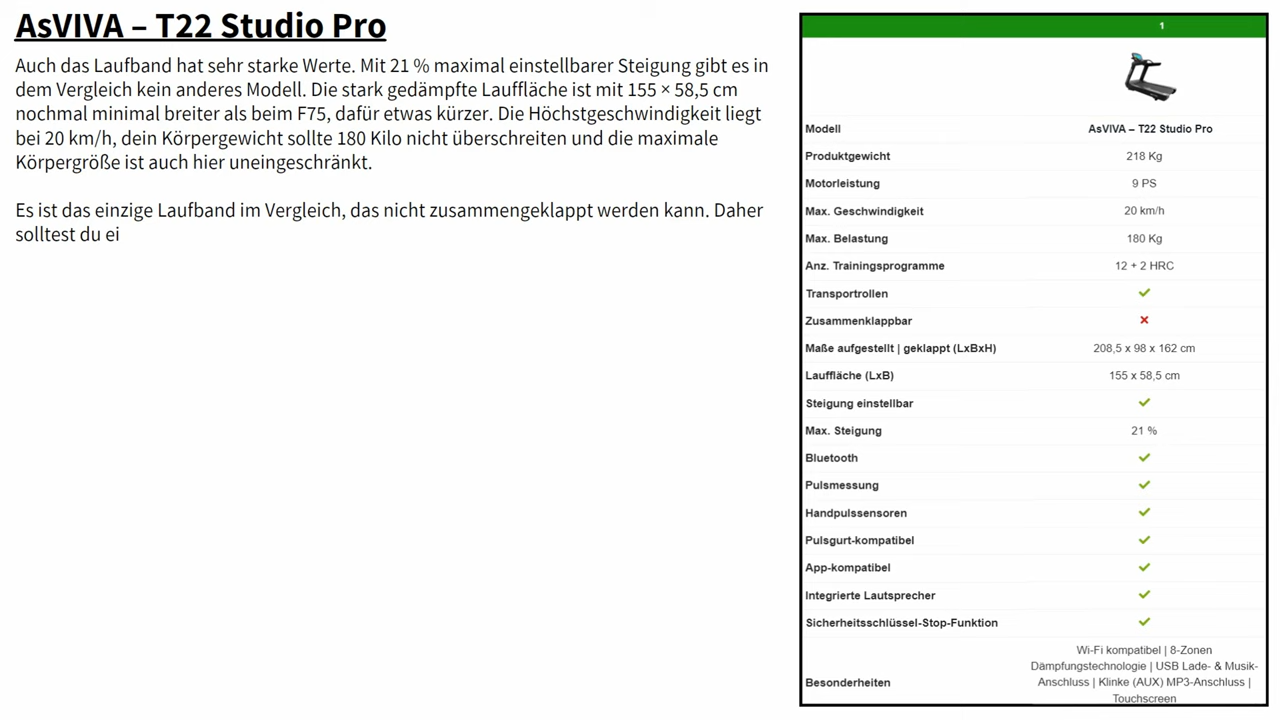 AsVIVA – T22 Studio Pro
Auch das Laufband hat sehr starke Werte. Mit 21 % maximal einstellbarer Steigung gibt es in
dem Vergleich kein anderes Modell. Die stark gedämpfte Lauffläche ist mit 155 × 58,5 cm
nochmal minimal breiter als beim F75, dafür etwas kürzer. Die Höchstgeschwindigkeit liegt
bei 20 km/h, dein Körpergewicht sollte 180 Kilo nicht überschreiten und die maximale
Körpergröße ist auch hier uneingeschränkt.
Es ist das einzige Laufband im Vergleich, das nicht zusammengeklappt werden kann. Daher
solltest du ei
1
Modell AsVIVA – T22 Studio Pro
Produktgewicht 218 Kg
Motorleistung 9 PS
Max. Geschwindigkeit 20 km/h
Max. Belastung 180 Kg
Anz. Trainingsprogramme 12 + 2 HRC
Transportrollen
Zusammenklappbar
Maße aufgestellt | geklappt (LxBxH) 208,5 x 98 x 162 cm
Lauffläche (LxB) 155 x 58,5 cm
Steigung einstellbar
Max. Steigung 21 %
Bluetooth
Pulsmessung
Handpulssensoren
Pulsgurt-kompatibel
App-kompatibel
Integrierte Lautsprecher
Sicherheitsschlüssel-Stop-Funktion
Besonderheiten
Wi-Fi kompatibel | 8-Zonen
Dämpfungstechnologie | USB Lade- & Musik-
Anschluss | Klinke (AUX) MP3-Anschluss |
Touchscreen